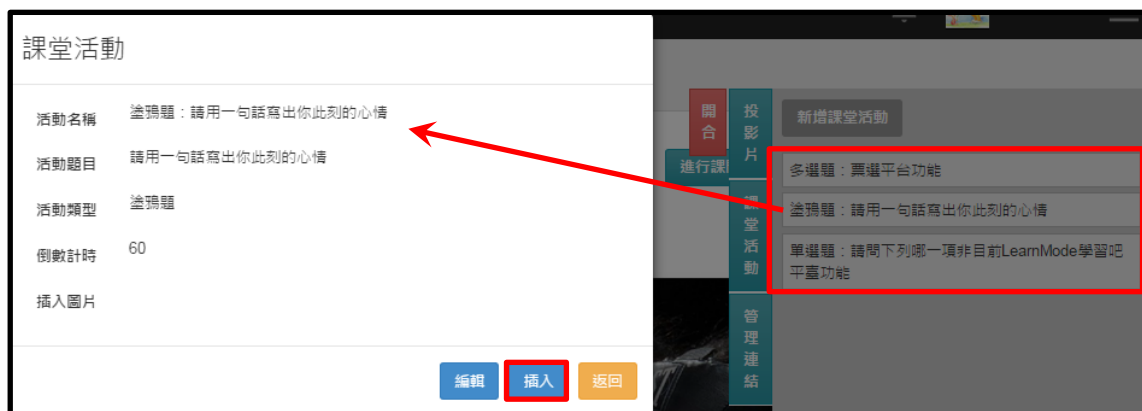 課堂活動
活動名稱 塗鴉題：請用一句話寫出你此刻的心情
活動題目 請用一句話寫出你此刻的心情
活動類型 塗鴉題
倒數計時 60
插入圖片
編輯 插入 返回
開合
進行課
投影片
課堂活動
管理連結
新增課堂活動
多選題：票選平台功能
塗鴉題：請用一句話寫出你此刻的心情
單選題：請問下列哪一項非目前LearnMode學習吧
平臺功能